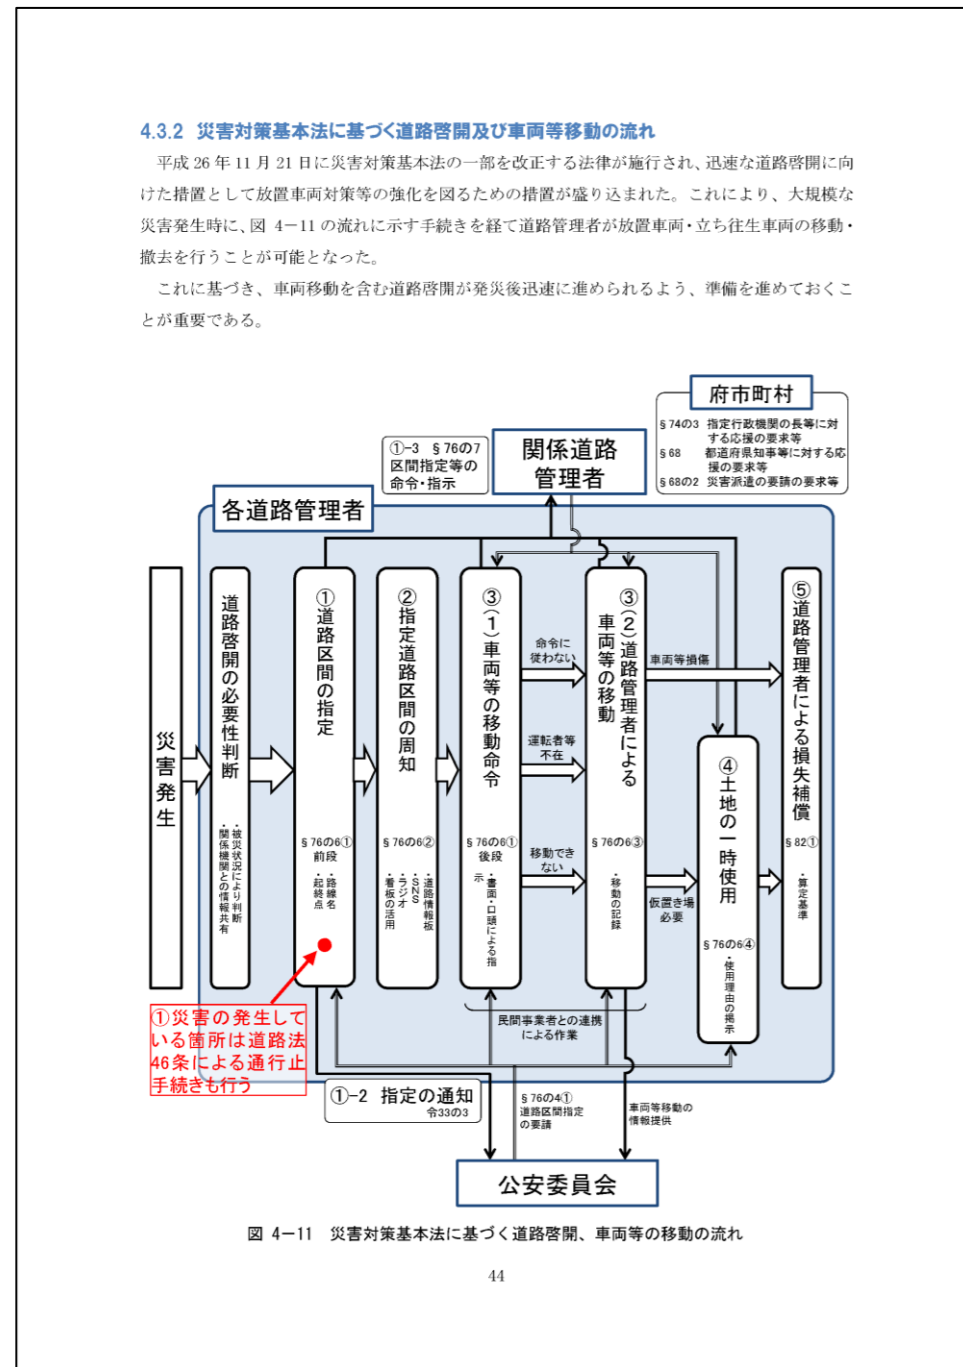 4.3.2 災害対策基本法に基づく道路啓開及び車両等移動の流れ
平成 26 年 11 月 21 日に災害対策基本法の一部を改正する法律が施行され、迅速な道路啓開に向
けた措置として放置車両対策等の強化を図るための措置が盛り込まれた。これにより、大規模な
災害発生時に、図 4－11 の流れに示す手続きを経て道路管理者が放置車両・立ち往生車両の移動・
撤去を行うことが可能となった。
これに基づき、車両移動を含む道路啓開が発災後迅速に進められるよう、準備を進めておくこ
とが重要である。
府市町村
§74の3 指定行政機関の長等に対
する応援の要求等
§68 都道府県知事等に対する応
援の要求等
§68の2 災害派遣の要請の要求等
①-3 §76の7
区間指定等の
命令・指示
関係道路
管理者
各道路管理者
災害発生
道路啓開の必要性判断
・被災状況により判断
・関係機関との情報共有
①道路区間の指定
§76の6①
前段
・路線名
・起終点
②指定道路区間の周知
§76の6②
・道路情報板
・SNS
・ラジオ
・看板の活用
③(1)車両等の移動命令
§76の6①
後段
・書面・口頭による指
示
命令に
従わない
運転者等
不在
移動でき
ない
③(2)道路管理者による
車両等の移動
§76の6③
・移動の記録
車両等損傷
仮置き場
必要
④土地の一時使用
§76の6④
・使用理由の掲示
⑤道路管理者による損失補償
§82①
・算定基準
①災害の発生して
いる箇所は道路法
46条による通行止
手続きも行う
民間事業者との連携
による作業
①-2 指定の通知
令33の3
§76の4①
道路区間指定
の要請
車両等移動の
情報提供
公安委員会
図 4－11 災害対策基本法に基づく道路啓開、車両等の移動の流れ
44